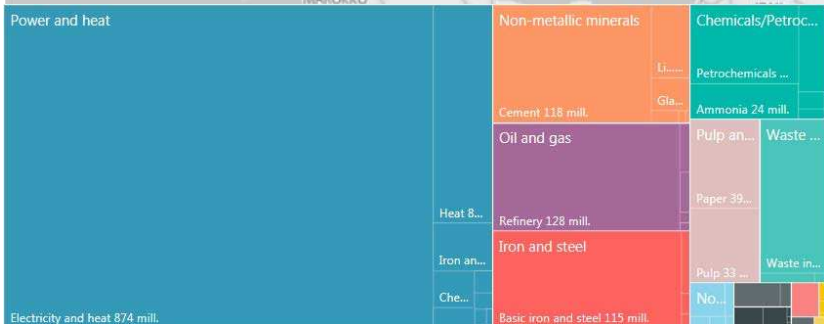 Power and heat
Electricity and heat 874 mill.
Heat 8...
Iron an...
Che...
Non-metallic minerals
Li......
Gla...
Cement 118 mill.
Oil and gas
Refinery 128 mill.
Iron and steel
Basic iron and steel 115 mill.
Chemicals/Petroc...
Petrochemicals ...
Ammonia 24 mill.
Pulp an...
Paper 39...
Pulp 33 ...
Waste ...
Waste in...
No...